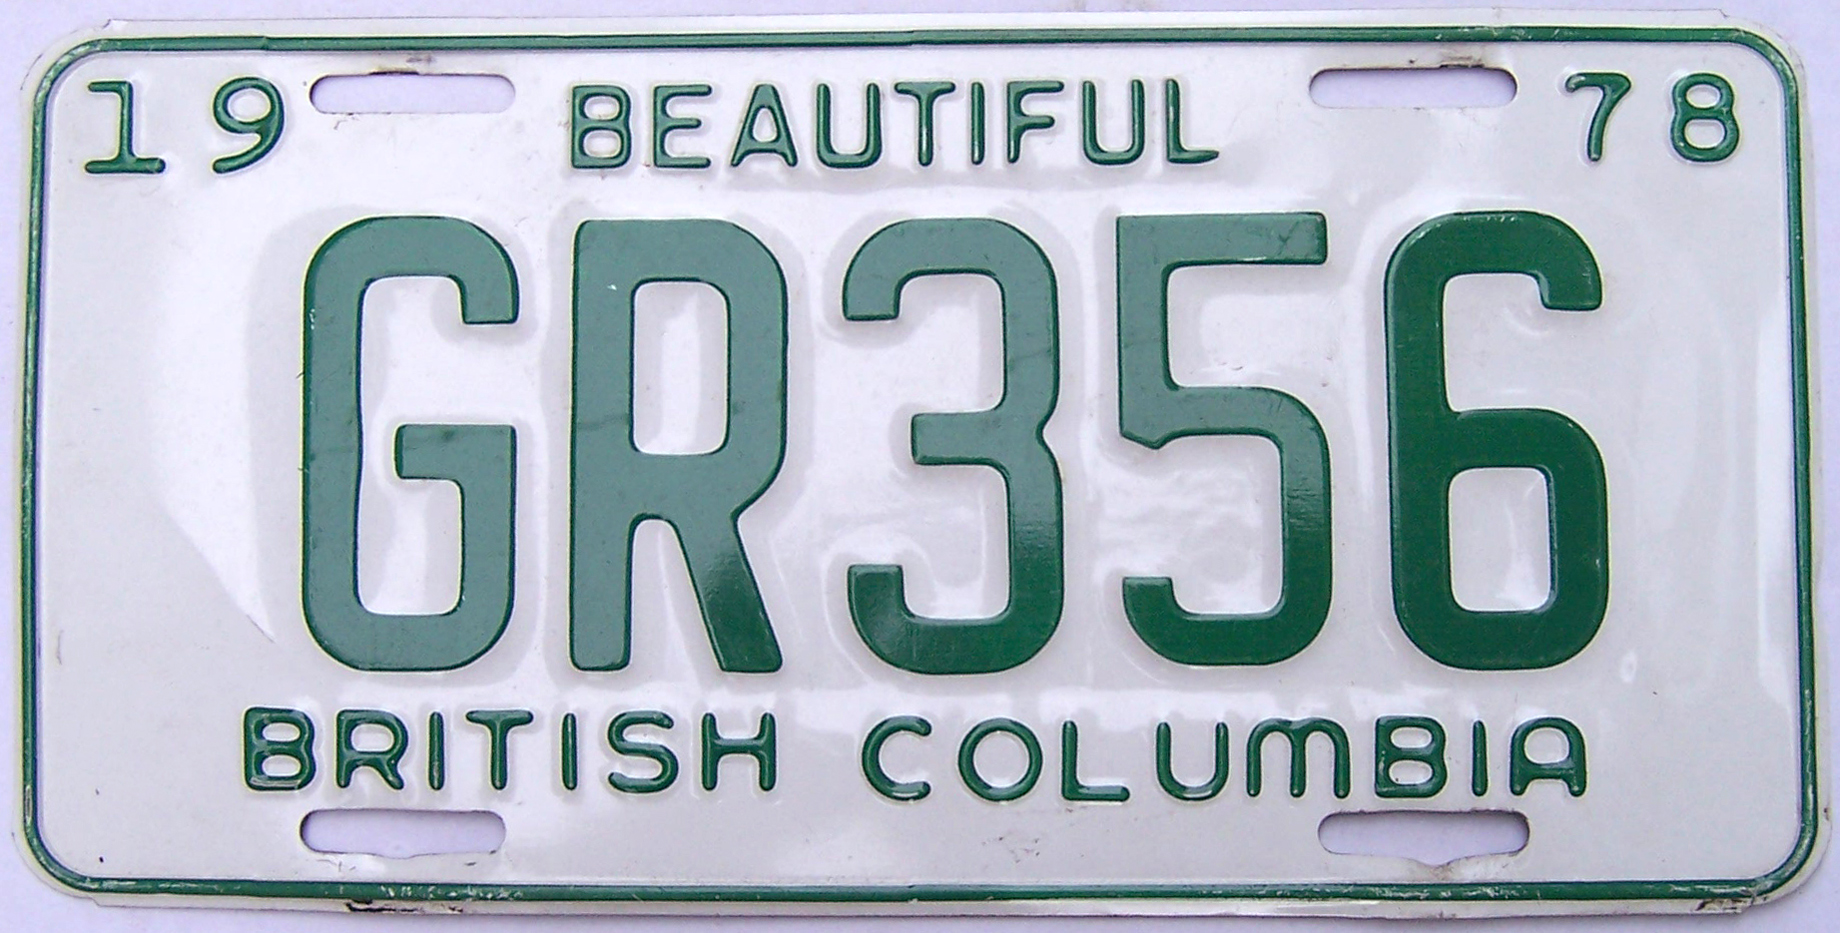 19 BEAUTIFUL 78
GR356
BRITISH COLUMBIA